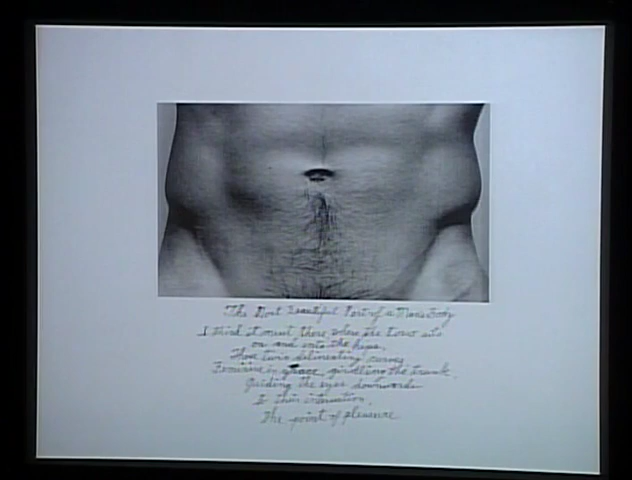 The Most Beautiful Part of a Man's Body
I think it must there where the torso sits
on and into the hips,
Those twin delineating curves
Feminine in grace, girdling the trunk,
Guiding the eyes downwards
to their intersection,
The point of pleasure